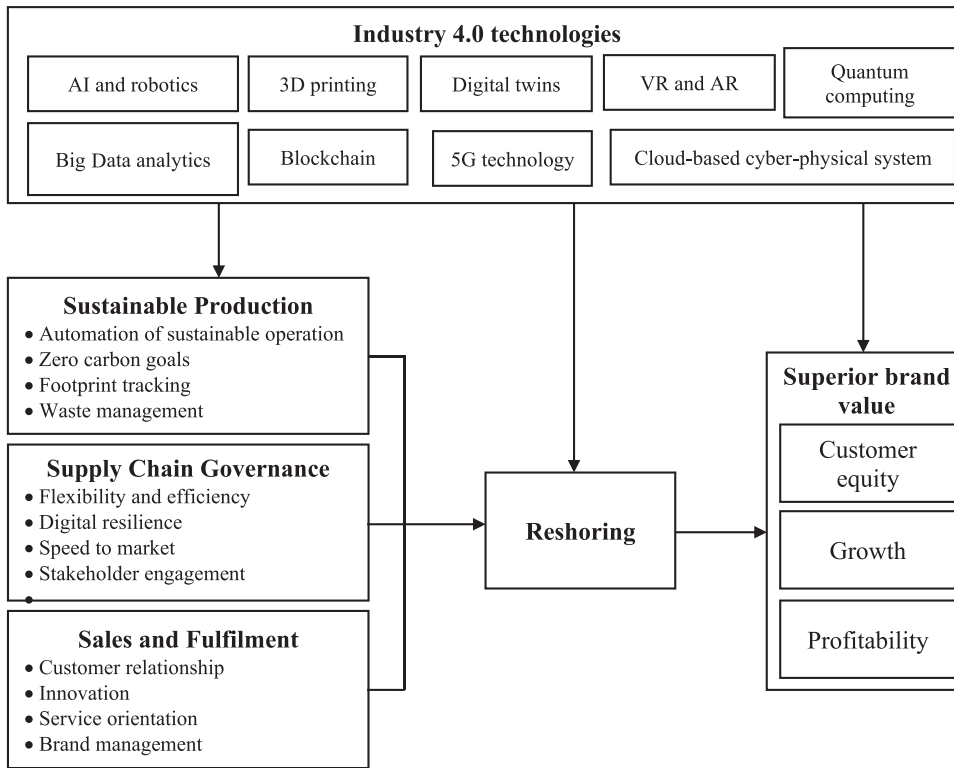 Industry 4.0 technologies
AI and robotics
3D printing
Digital twins
VR and AR
Quantum
computing
Big Data analytics
Blockchain
5G technology
Cloud-based cyber-physical system
Sustainable Production
• Automation of sustainable operation
• Zero carbon goals
• Footprint tracking
• Waste management
Supply Chain Governance
• Flexibility and efficiency
• Digital resilience
• Speed to market
• Stakeholder engagement
•
Sales and Fulfilment
• Customer relationship
• Innovation
• Service orientation
• Brand management
Reshoring
Superior brand
value
Customer
equity
Growth
Profitability